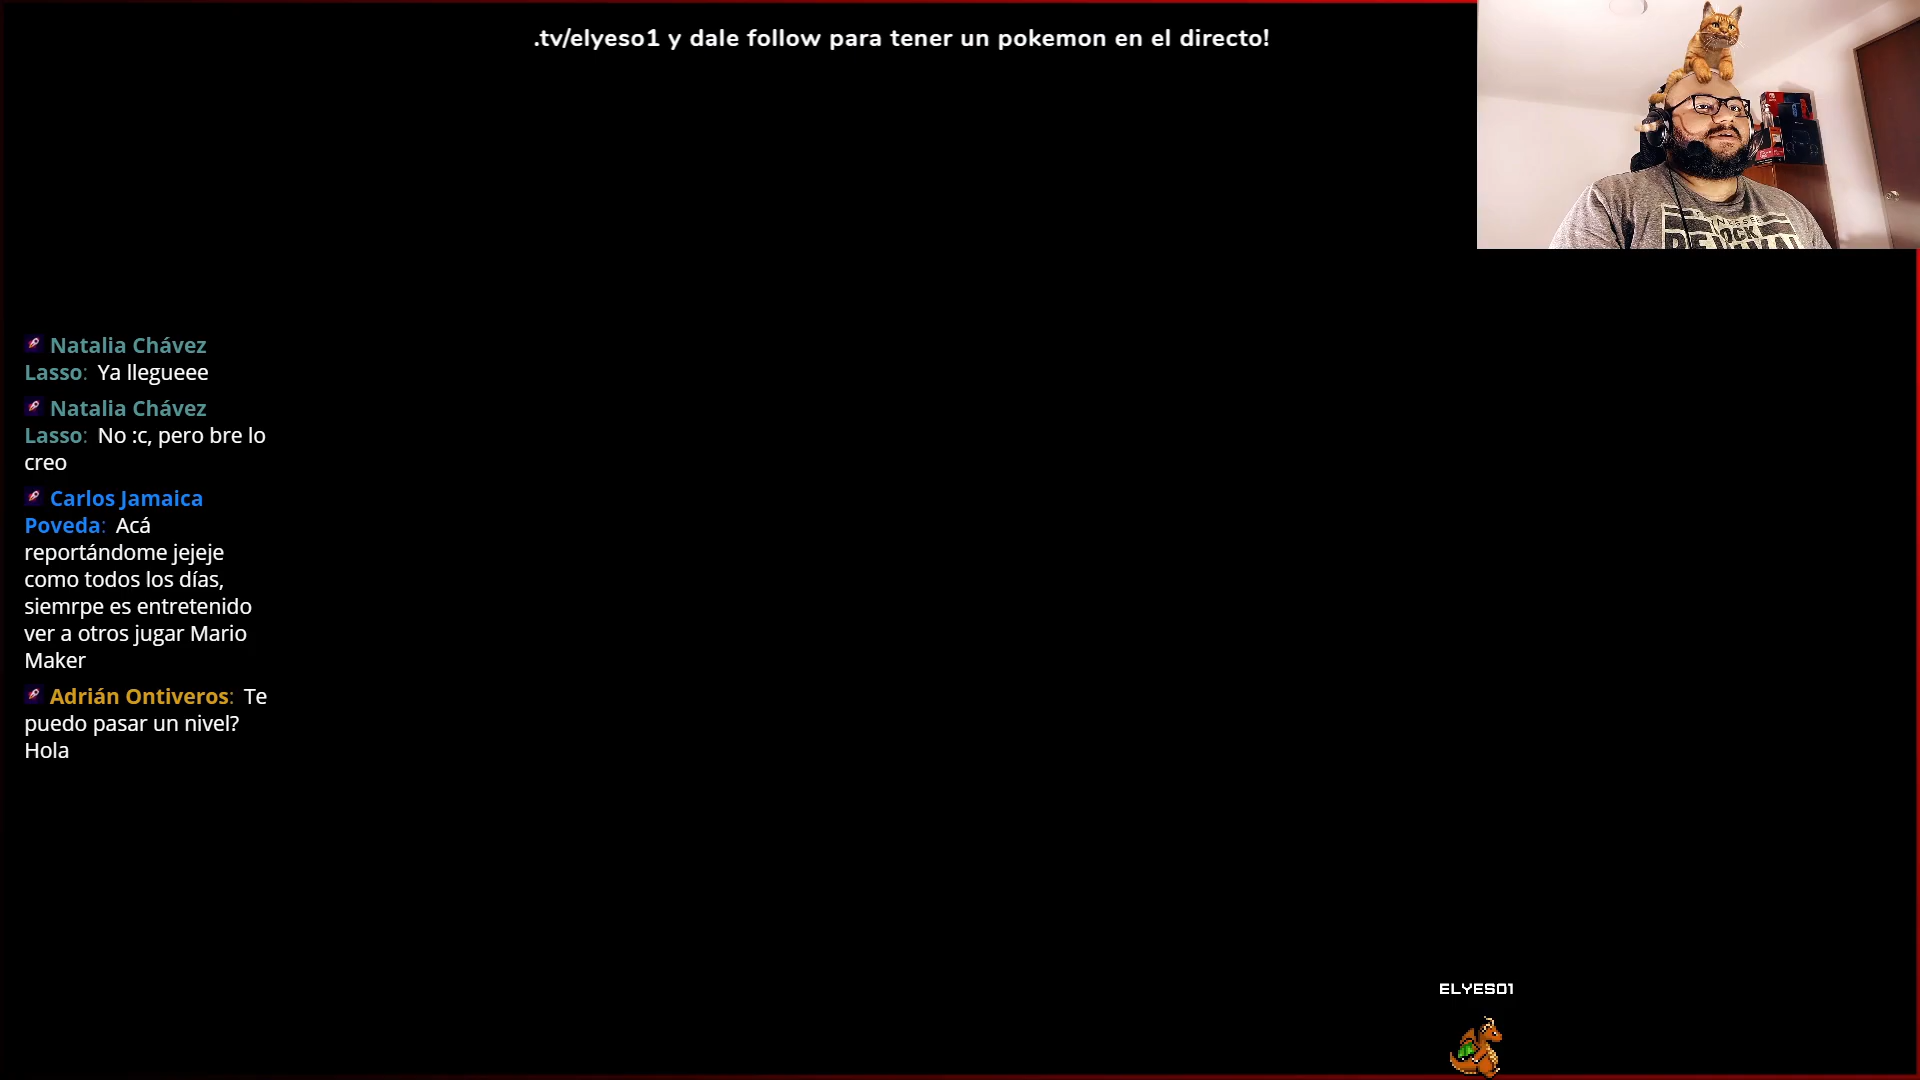 .tv/elyeso1 y dale follow para tener un pokemon en el directo!
Natalia Chávez
Lasso: Ya llegueee
Natalia Chávez
Lasso: No :c, pero bre lo
creo
Carlos Jamaica
Poveda: Acá
reportándome jejeje
como todos los días,
siemrpe es entretenido
ver a otros jugar Mario
Maker
Adrián Ontiveros: Te
puedo pasar un nivel?
Hola
ELYESO1